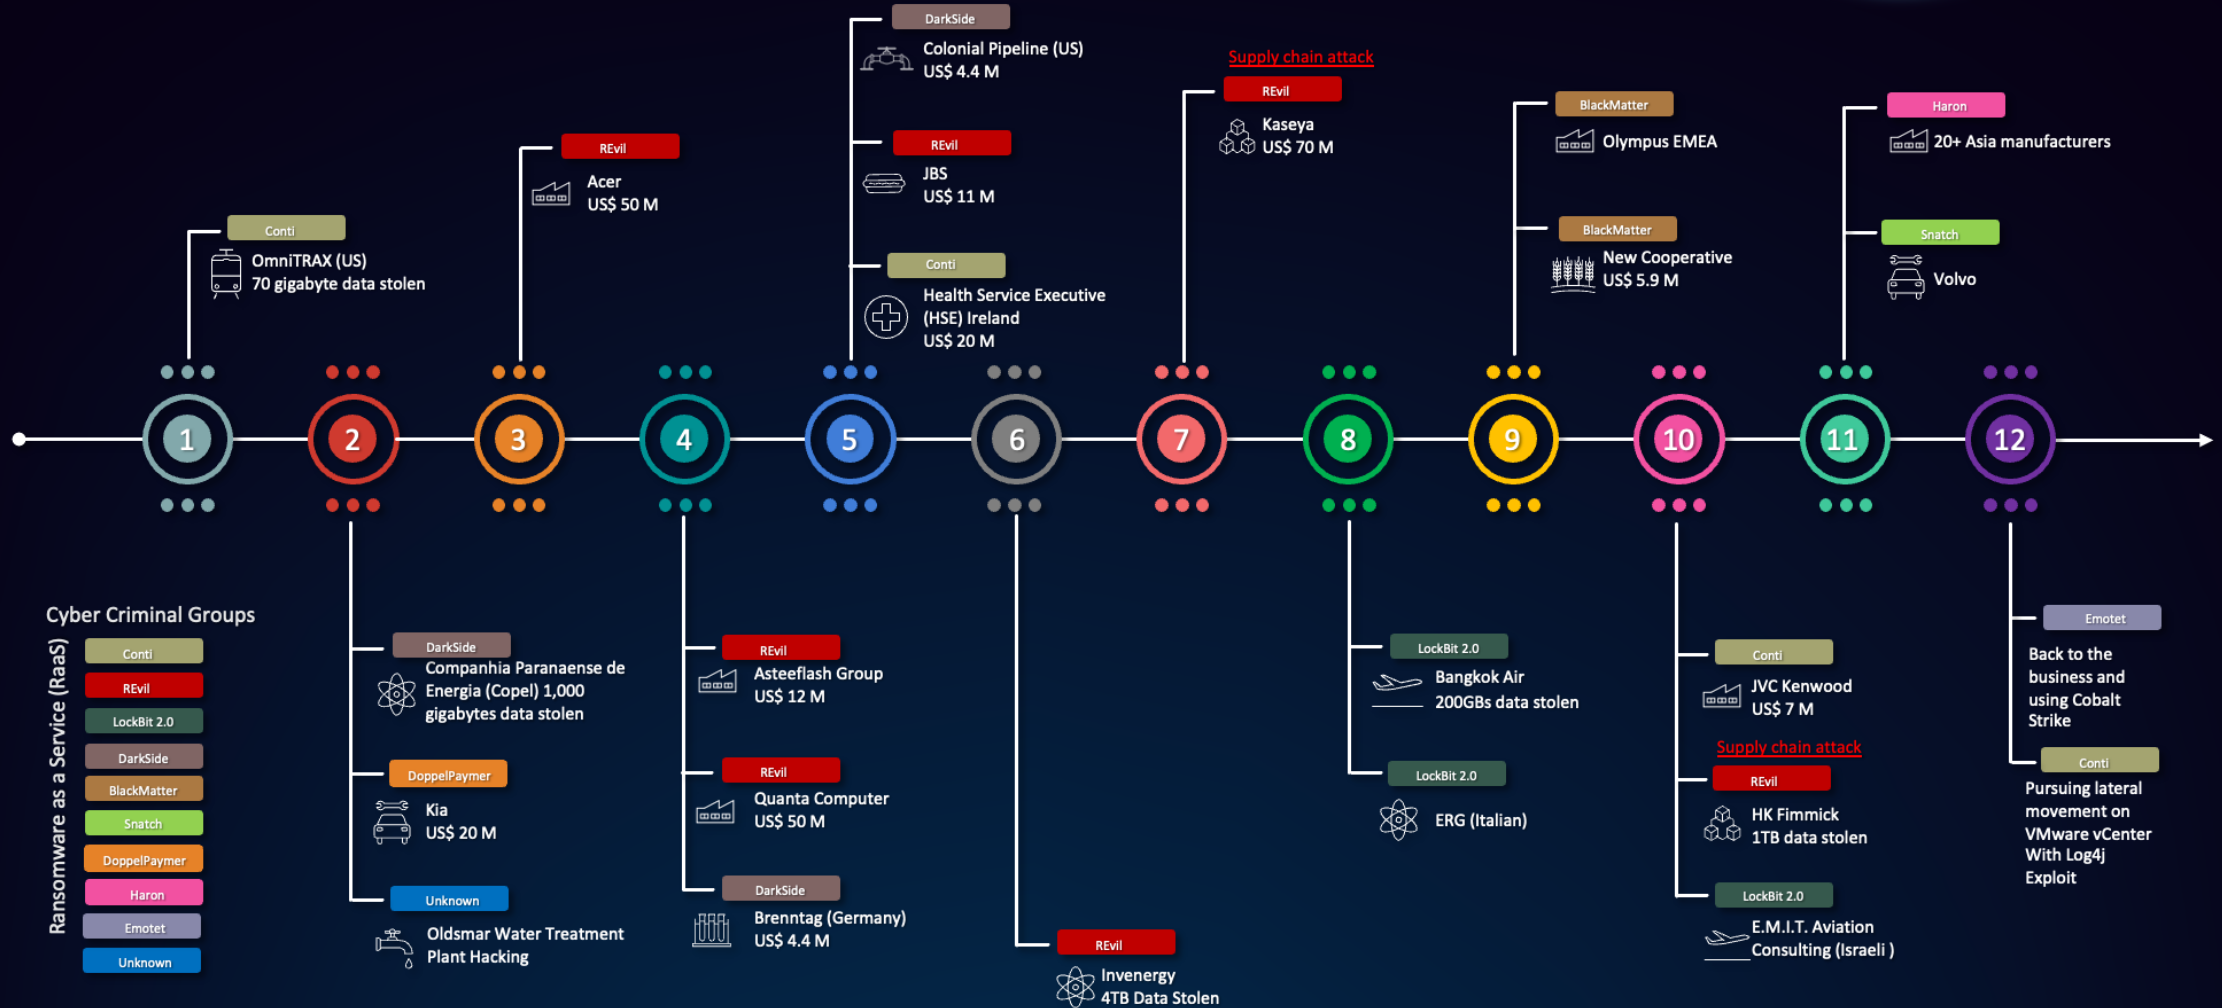 Conti
OmniTRAX (US)
70 gigabyte data stolen
REvil
Acer
US$ 50 M
DarkSide
Colonial Pipeline (US)
US$ 4.4 M
REvil
JBS
US$ 11 M
Conti
Health Service Executive
(HSE) Ireland
US$ 20 M
Supply chain attack
REvil
Kaseya
US$ 70 M
BlackMatter
Olympus EMEA
BlackMatter
New Cooperative
US$ 5.9 M
Haron
20+ Asia manufacturers
Snatch
Volvo
1
2
3
4
5
6
7
8
9
10
11
12
Cyber Criminal Groups
Ransomware as a Service (RaaS)
Conti
REvil
LockBit 2.0
DarkSide
BlackMatter
Snatch
DoppelPaymer
Haron
Emotet
Unknown
DarkSide
Companhia Paranaense de
Energia (Copel) 1,000
gigabytes data stolen
DoppelPaymer
Kia
US$ 20 M
Unknown
Oldsmar Water Treatment
Plant Hacking
REvil
Asteeflash Group
US$ 12 M
REvil
Quanta Computer
US$ 50 M
DarkSide
Brenntag (Germany)
US$ 4.4 M
REvil
Invenergy
4TB Data Stolen
LockBit 2.0
Bangkok Air
200GBs data stolen
LockBit 2.0
ERG (Italian)
Conti
JVC Kenwood
US$ 7 M
Supply chain attack
REvil
HK Fimmick
1TB data stolen
LockBit 2.0
E.M.I.T. Aviation
Consulting (Israeli )
Emotet
Back to the
business and
using Cobalt
Strike
Conti
Pursuing lateral
movement on
VMware vCenter
With Log4j
Exploit